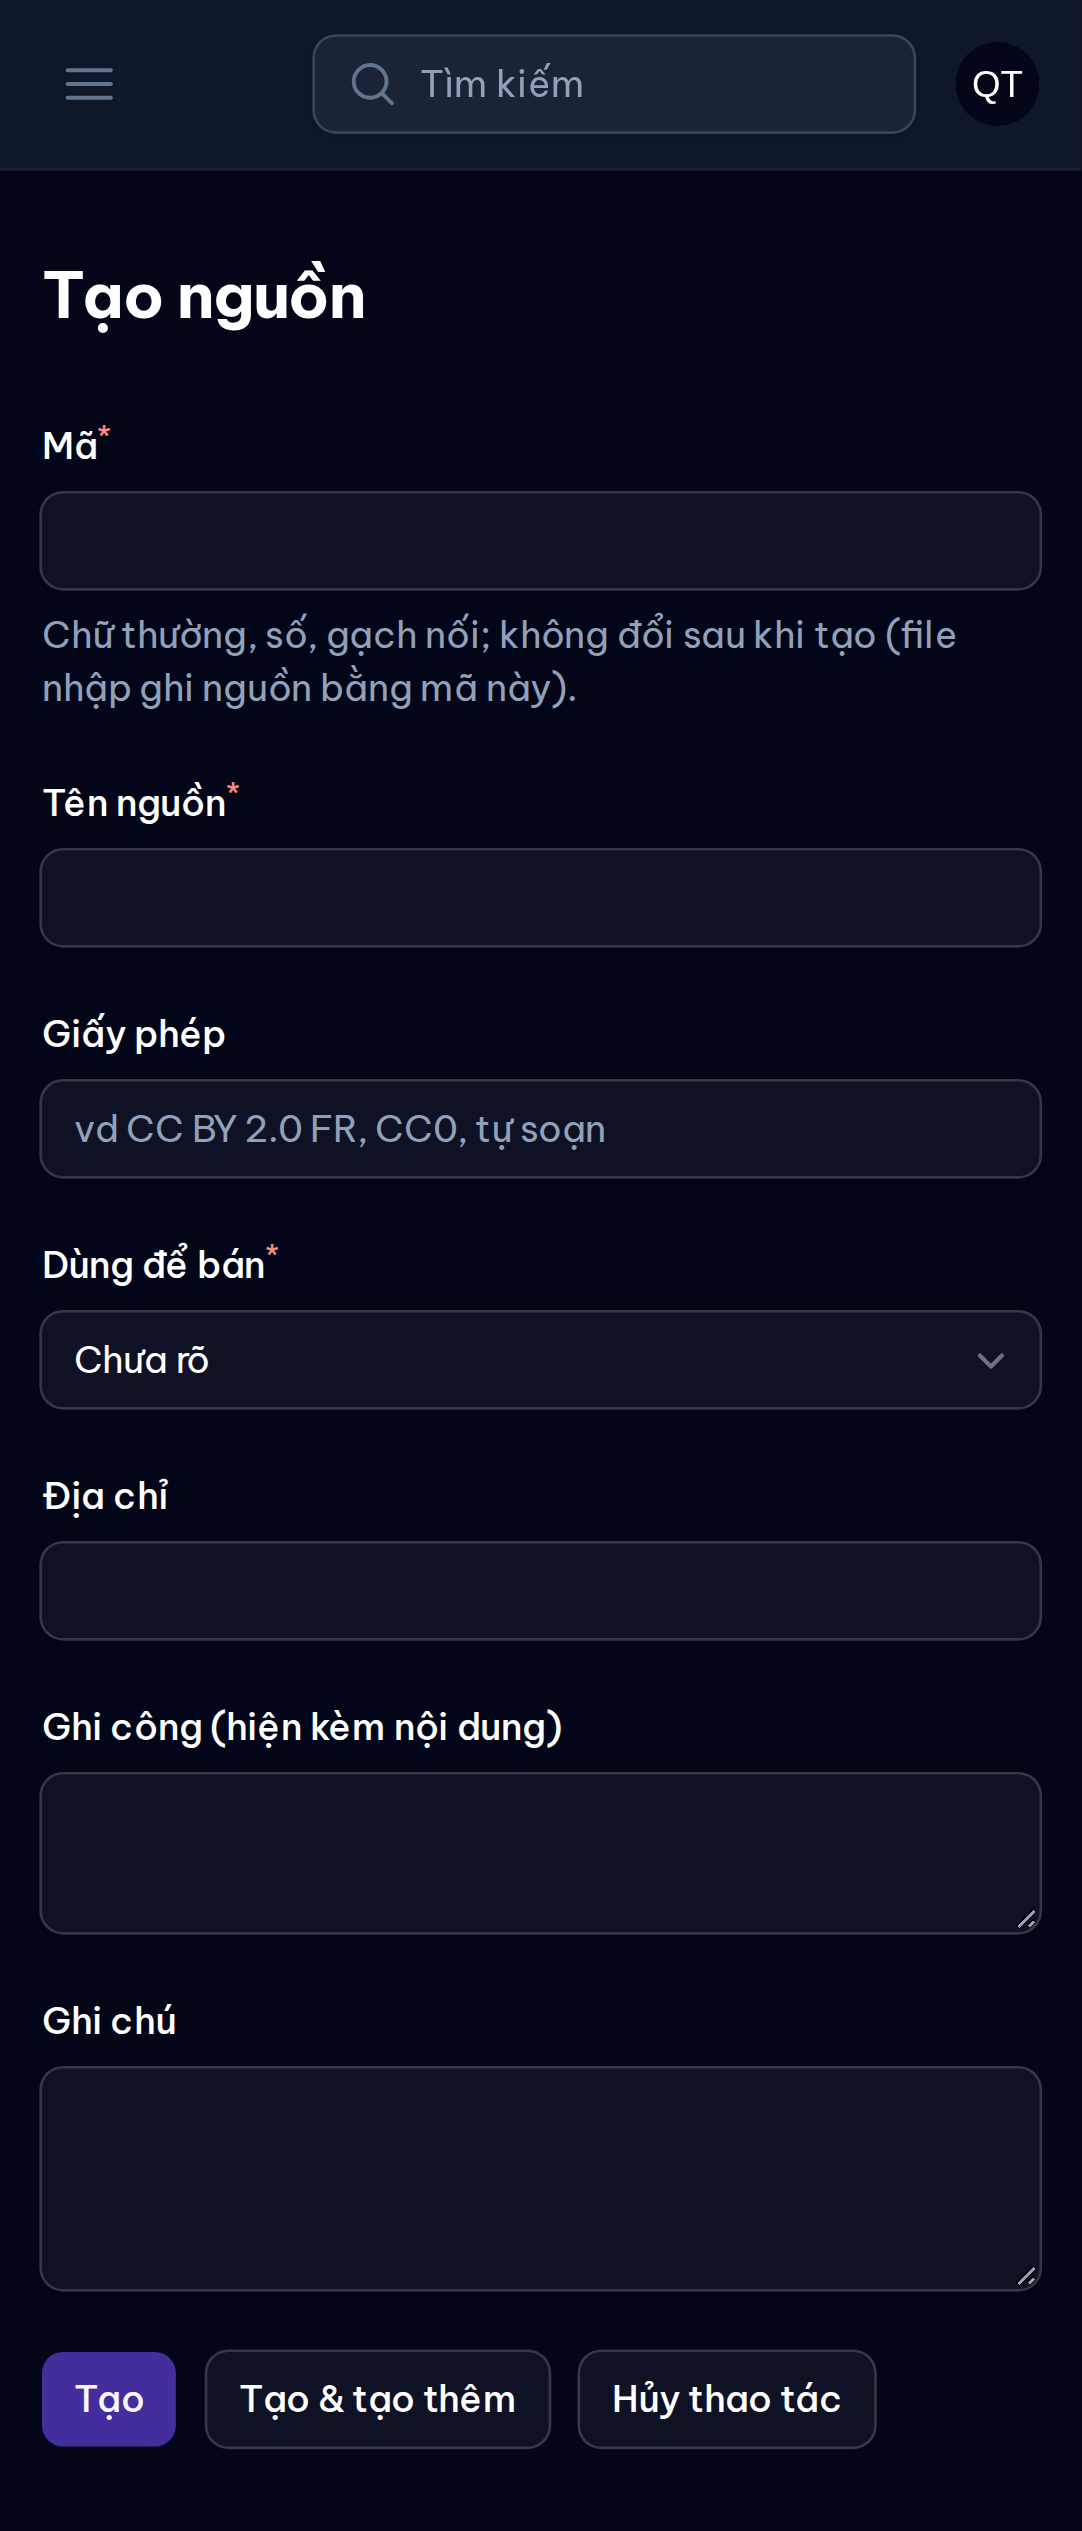 Tìm kiếm
QT
Tạo nguồn
Mã*
Chữ thường, số, gạch nối; không đổi sau khi tạo (file
nhập ghi nguồn bằng mã này).
Tên nguồn*
Giấy phép
vd CC BY 2.0 FR, CC0, tự soạn
Dùng để bán*
Chưa rõ
Địa chỉ
Ghi công (hiện kèm nội dung)
Ghi chú
Tạo
Tạo & tạo thêm
Hủy thao tác